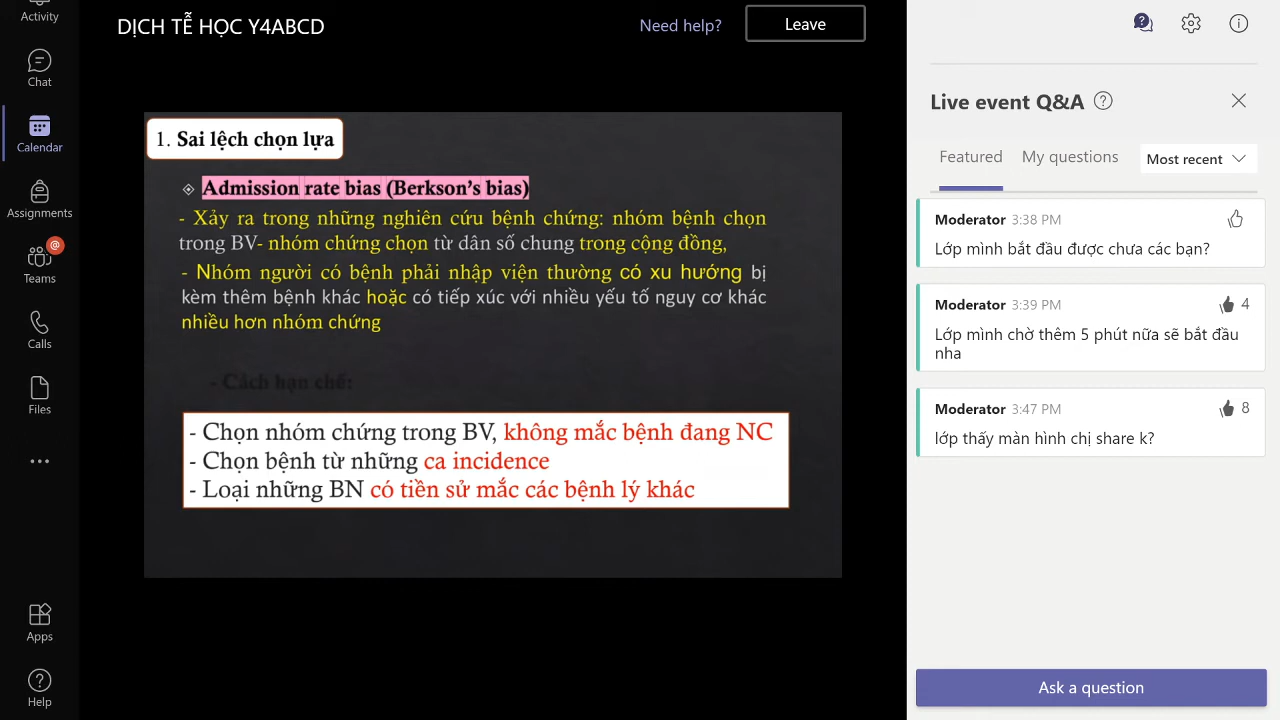 Activity
Chat
Calendar
Assignments
@
Teams
Calls
Files
Apps
Help
DỊCH TỄ HỌC Y4ABCD
Need help?
Leave
1. Sai lệch chọn lựa
Admission rate bias (Berkson's bias)
- Xảy ra trong những nghiên cứu bệnh chứng: nhóm bệnh chọn
trong BV- nhóm chứng chọn từ dân số chung trong cộng đồng,
- Nhóm người có bệnh phải nhập viện thường có xu hướng bị
kèm thêm bệnh khác hoặc có tiếp xúc với nhiều yếu tố nguy cơ khác
nhiều hơn nhóm chứng
- Cách hạn chế:
- Chọn nhóm chứng trong BV, không mắc bệnh đang NC
- Chọn bệnh từ những ca incidence
- Loại những BN có tiền sử mắc các bệnh lý khác
Live event Q&A
Featured
My questions
Most recent
Moderator 3:38 PM
Lớp mình bắt đầu được chưa các bạn?
Moderator 3:39 PM
4
Lớp mình chờ thêm 5 phút nữa sẽ bắt đầu
nha
Moderator 3:47 PM
8
lớp thấy màn hình chị share k?
Ask a question